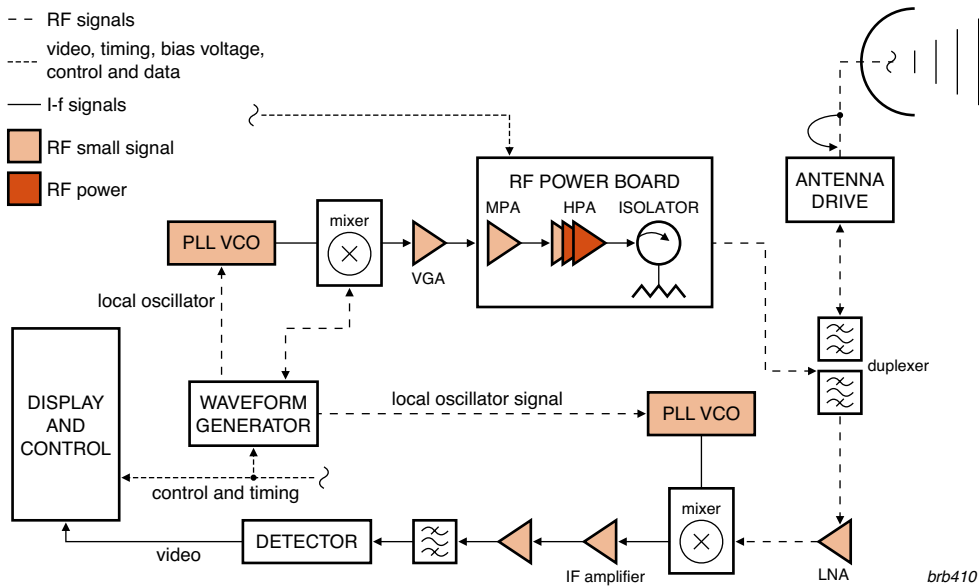 RF signals
video, timing, bias voltage,
control and data
I-f signals
RF small signal
RF power
RF POWER BOARD
MPA
HPA
ISOLATOR
ANTENNA
DRIVE
PLL VCO
mixer
VGA
local oscillator
duplexer
DISPLAY
AND
CONTROL
WAVEFORM
GENERATOR
local oscillator signal
PLL VCO
control and timing
mixer
DETECTOR
video
IF amplifier
LNA
brb410